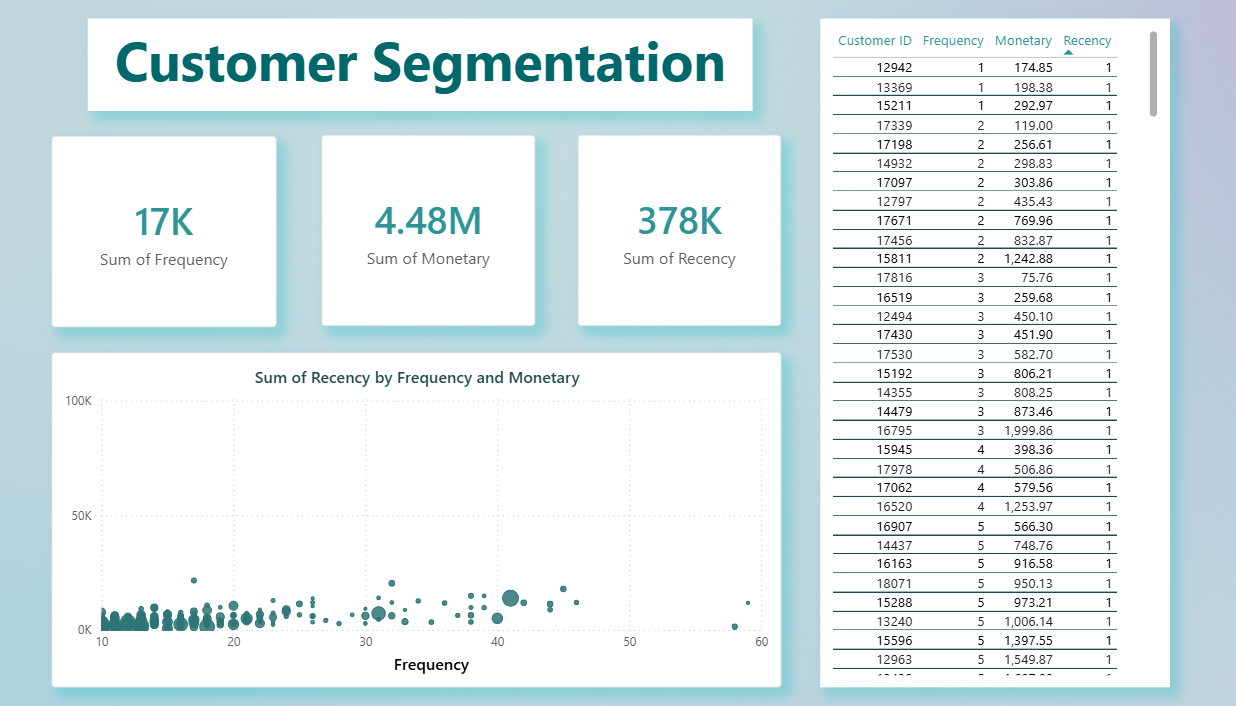 Customer Segmentation
17K
Sum of Frequency
4.48M
Sum of Monetary
378K
Sum of Recency
Sum of Recency by Frequency and Monetary
100K
50K
0K
10 20 30 40 50 60
Frequency
Customer ID Frequency Monetary Recency
12942 1 174.85 1
13369 1 198.38 1
15211 1 292.97 1
17339 2 119.00 1
17198 2 256.61 1
14932 2 298.83 1
17097 2 303.86 1
12797 2 435.43 1
17671 2 769.96 1
17456 2 832.87 1
15811 2 1,242.88 1
17816 3 75.76 1
16519 3 259.68 1
12494 3 450.10 1
17430 3 451.90 1
17530 3 582.70 1
15192 3 806.21 1
14355 3 808.25 1
14479 3 873.46 1
16795 3 1,999.86 1
15945 4 398.36 1
17978 4 506.86 1
17062 4 579.56 1
16520 4 1,253.97 1
16907 5 566.30 1
14437 5 748.76 1
16163 5 916.58 1
18071 5 950.13 1
15288 5 973.21 1
13240 5 1,006.14 1
15596 5 1,397.55 1
12963 5 1,549.87 1